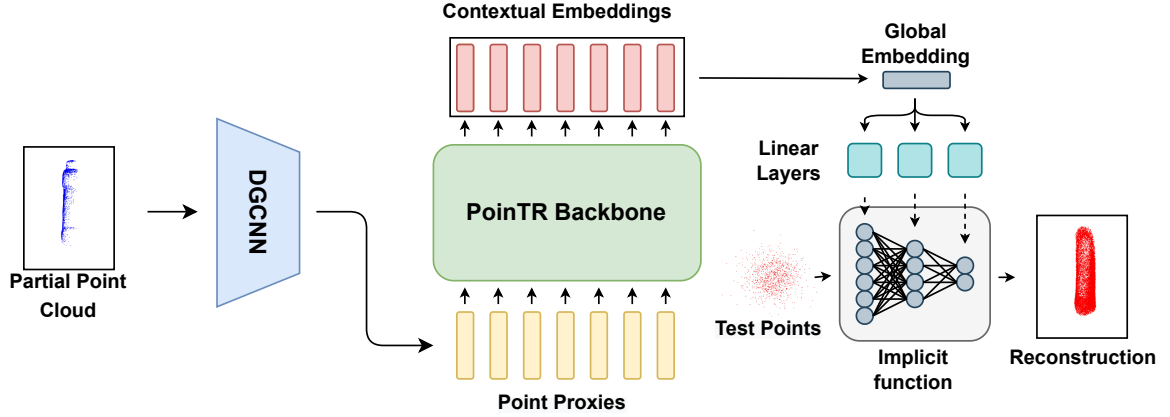 Contextual Embeddings
Global
Embedding
Linear
Layers
DGCNN
PoinTR Backbone
Partial Point
Cloud
Test Points
Implicit
function
Reconstruction
Point Proxies